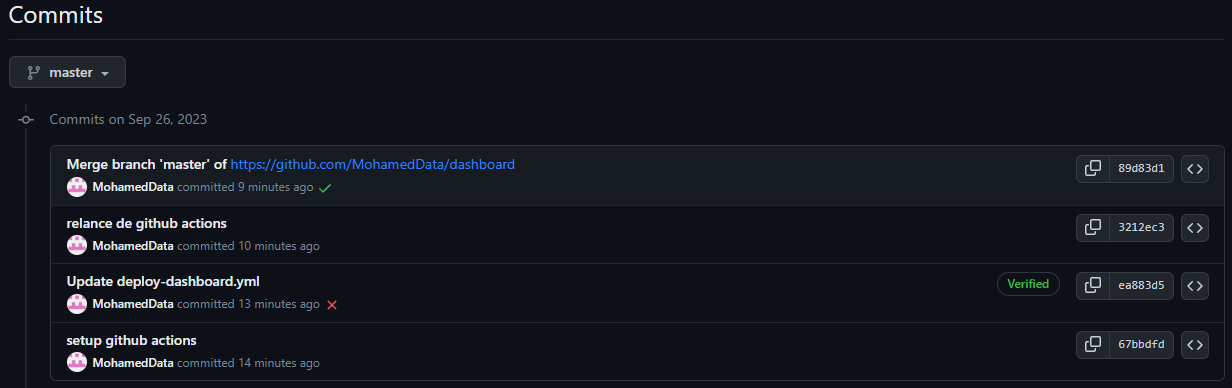 Commits
master
Commits on Sep 26, 2023
Merge branch 'master' of https://github.com/MohamedData/dashboard
MohamedData committed 9 minutes ago
89d83d1
relance de github actions
MohamedData committed 10 minutes ago
3212ec3
Update deploy-dashboard.yml
MohamedData committed 13 minutes ago
Verified
ea883d5
setup github actions
MohamedData committed 14 minutes ago
67bbdfd